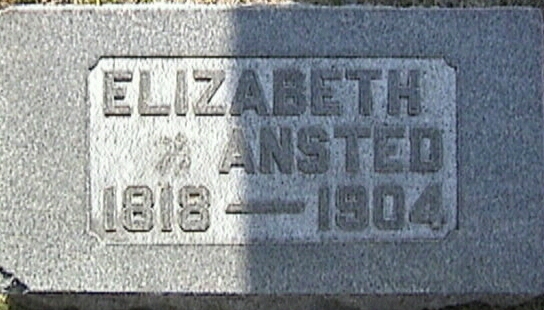 ELIZABETH
ANSTED
1818 — 1904